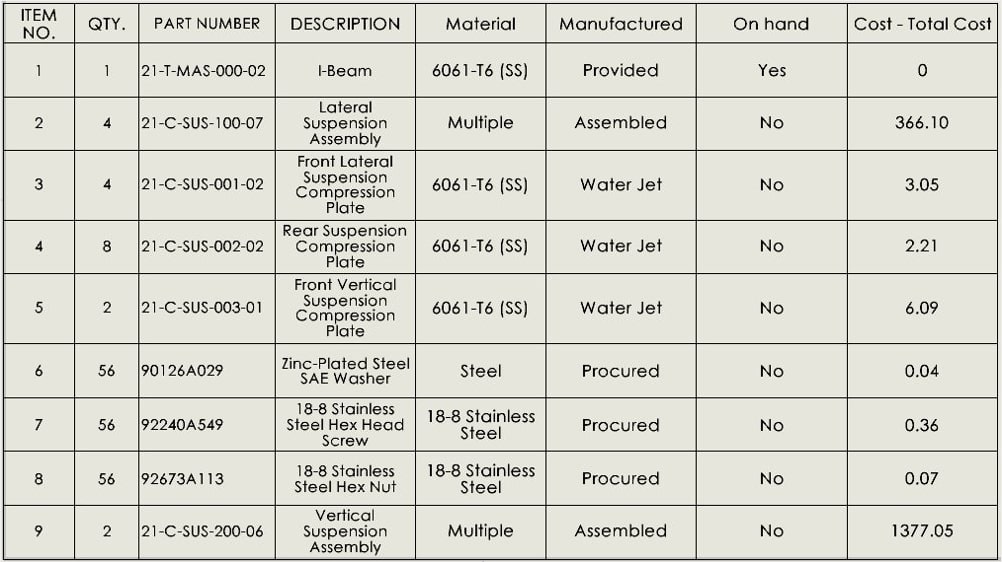 ITEM NO. QTY. PART NUMBER DESCRIPTION Material Manufactured On hand Cost - Total Cost
1 1 21-T-MAS-000-02 I-Beam 6061-T6 (SS) Provided Yes 0
2 4 21-C-SUS-100-07 Lateral Suspension Assembly Multiple Assembled No 366.10
3 4 21-C-SUS-001-02 Front Lateral Suspension Compression Plate 6061-T6 (SS) Water Jet No 3.05
4 8 21-C-SUS-002-02 Rear Suspension Compression Plate 6061-T6 (SS) Water Jet No 2.21
5 2 21-C-SUS-003-01 Front Vertical Suspension Compression Plate 6061-T6 (SS) Water Jet No 6.09
6 56 90126A029 Zinc-Plated Steel SAE Washer Steel Procured No 0.04
7 56 92240A549 18-8 Stainless Steel Hex Head Screw 18-8 Stainless Steel Procured No 0.36
8 56 92673A113 18-8 Stainless Steel Hex Nut 18-8 Stainless Steel Procured No 0.07
9 2 21-C-SUS-200-06 Vertical Suspension Assembly Multiple Assembled No 1377.05